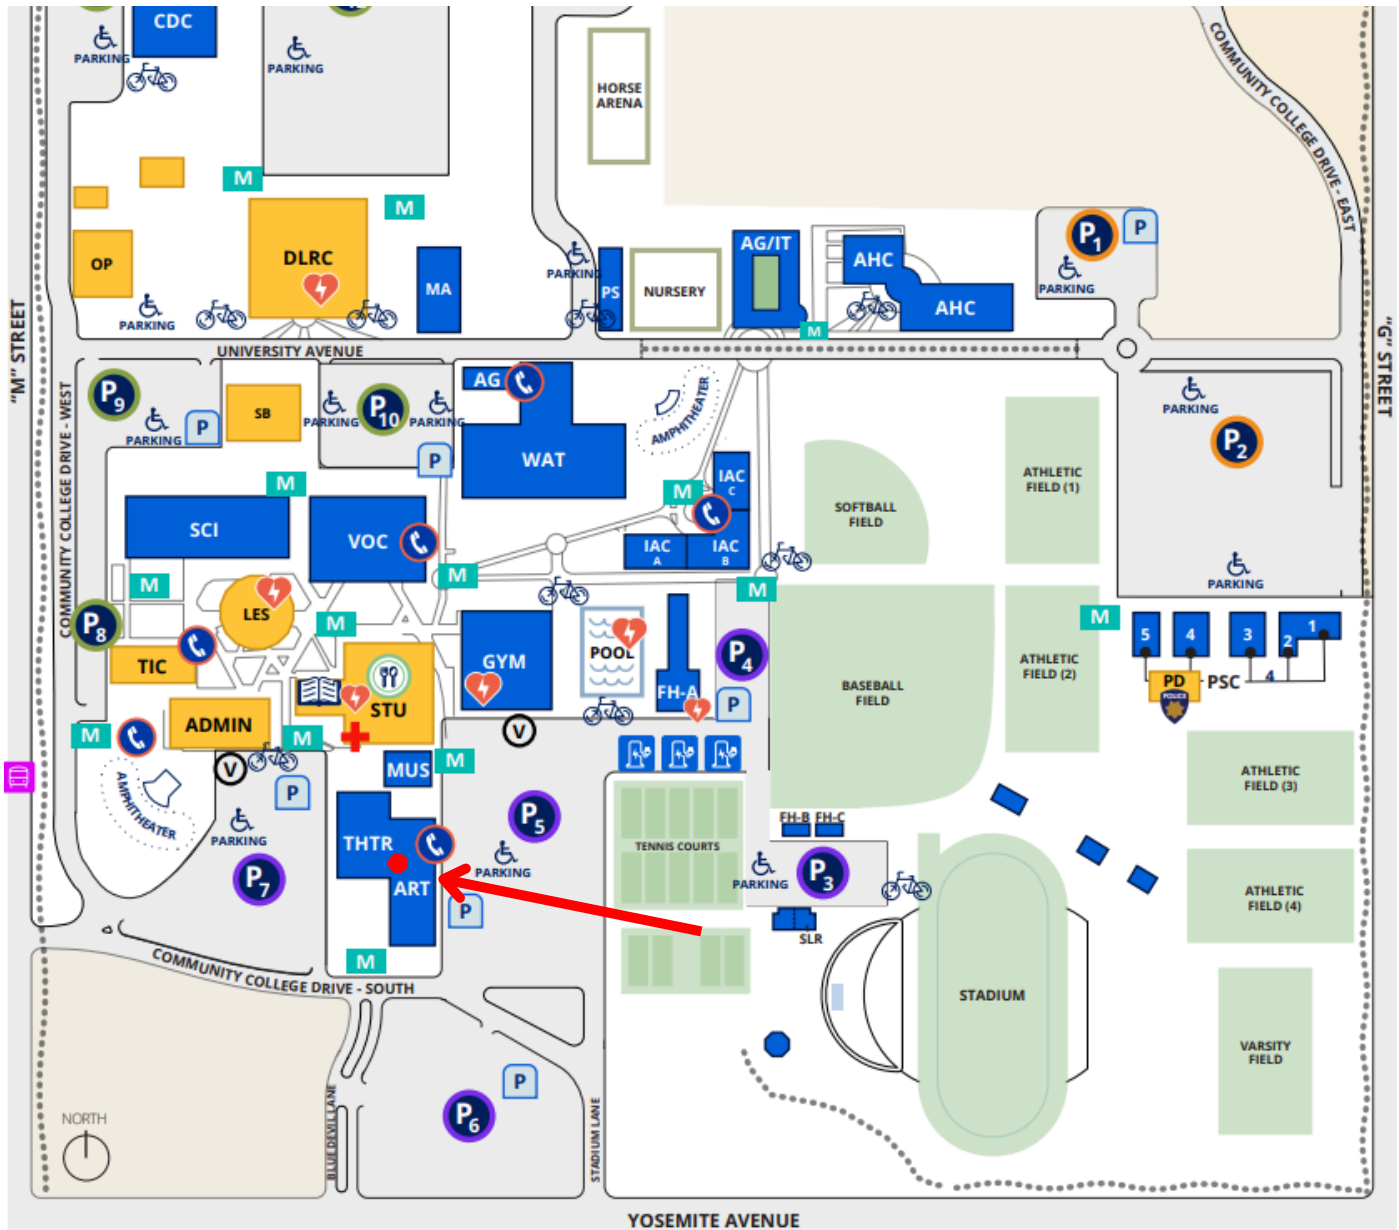 CDC
PARKING
PARKING
HORSE
ARENA
COMMUNITY COLLEGE DRIVE - EAST
M
M
P1
P
PARKING
OP
DLRC
MA
PARKING
PARKING
PS
NURSERY
AG/IT
AHC
AHC
M
"M" STREET
"G" STREET
UNIVERSITY AVENUE
COMMUNITY COLLEGE DRIVE - WEST
P9
PARKING
P
SB
PARKING
P10
PARKING
P
AG
WAT
AMPHITHEATER
PARKING
P2
PARKING
M
SCI
VOC
M
IAC
C
IAC
A
IAC
B
SOFTBALL
FIELD
ATHLETIC
FIELD (1)
M
M
M
M
P8
LES
M
TIC
GYM
POOL
FH-A
P4
P
BASEBALL
FIELD
ATHLETIC
FIELD (2)
5
4
3
2
1
4
PD
POLICE
PSC
STU
ADMIN
M
M
V
V
AMPHITHEATER
P
PARKING
P7
MUS
M
THTR
ART
P5
PARKING
P
M
TENNIS COURTS
FH-B
FH-C
PARKING
P3
SLR
STADIUM
ATHLETIC
FIELD (3)
ATHLETIC
FIELD (4)
VARSITY
FIELD
COMMUNITY COLLEGE DRIVE - SOUTH
P
P6
BLUE DEVIL LANE
STADIUM LANE
NORTH
YOSEMITE AVENUE